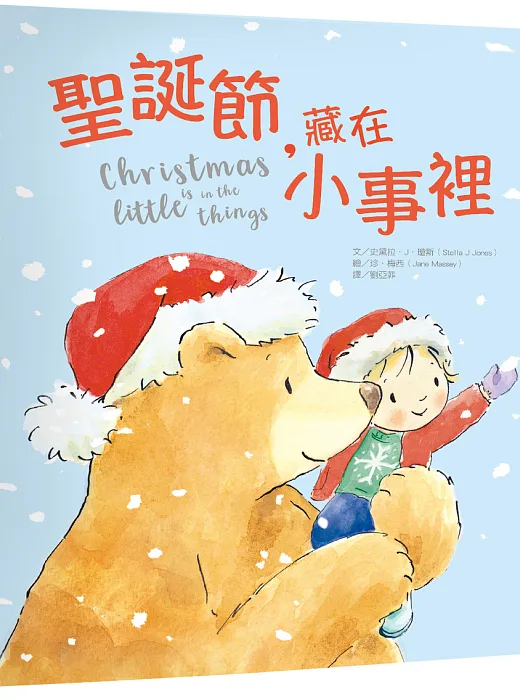 聖誕節,藏在
小事裡
Christmas
is in the
little things
文／史黛拉・J・瓊斯（Stella J Jones）
繪／珍・梅西（Jane Massey）
譯／劉亞菲